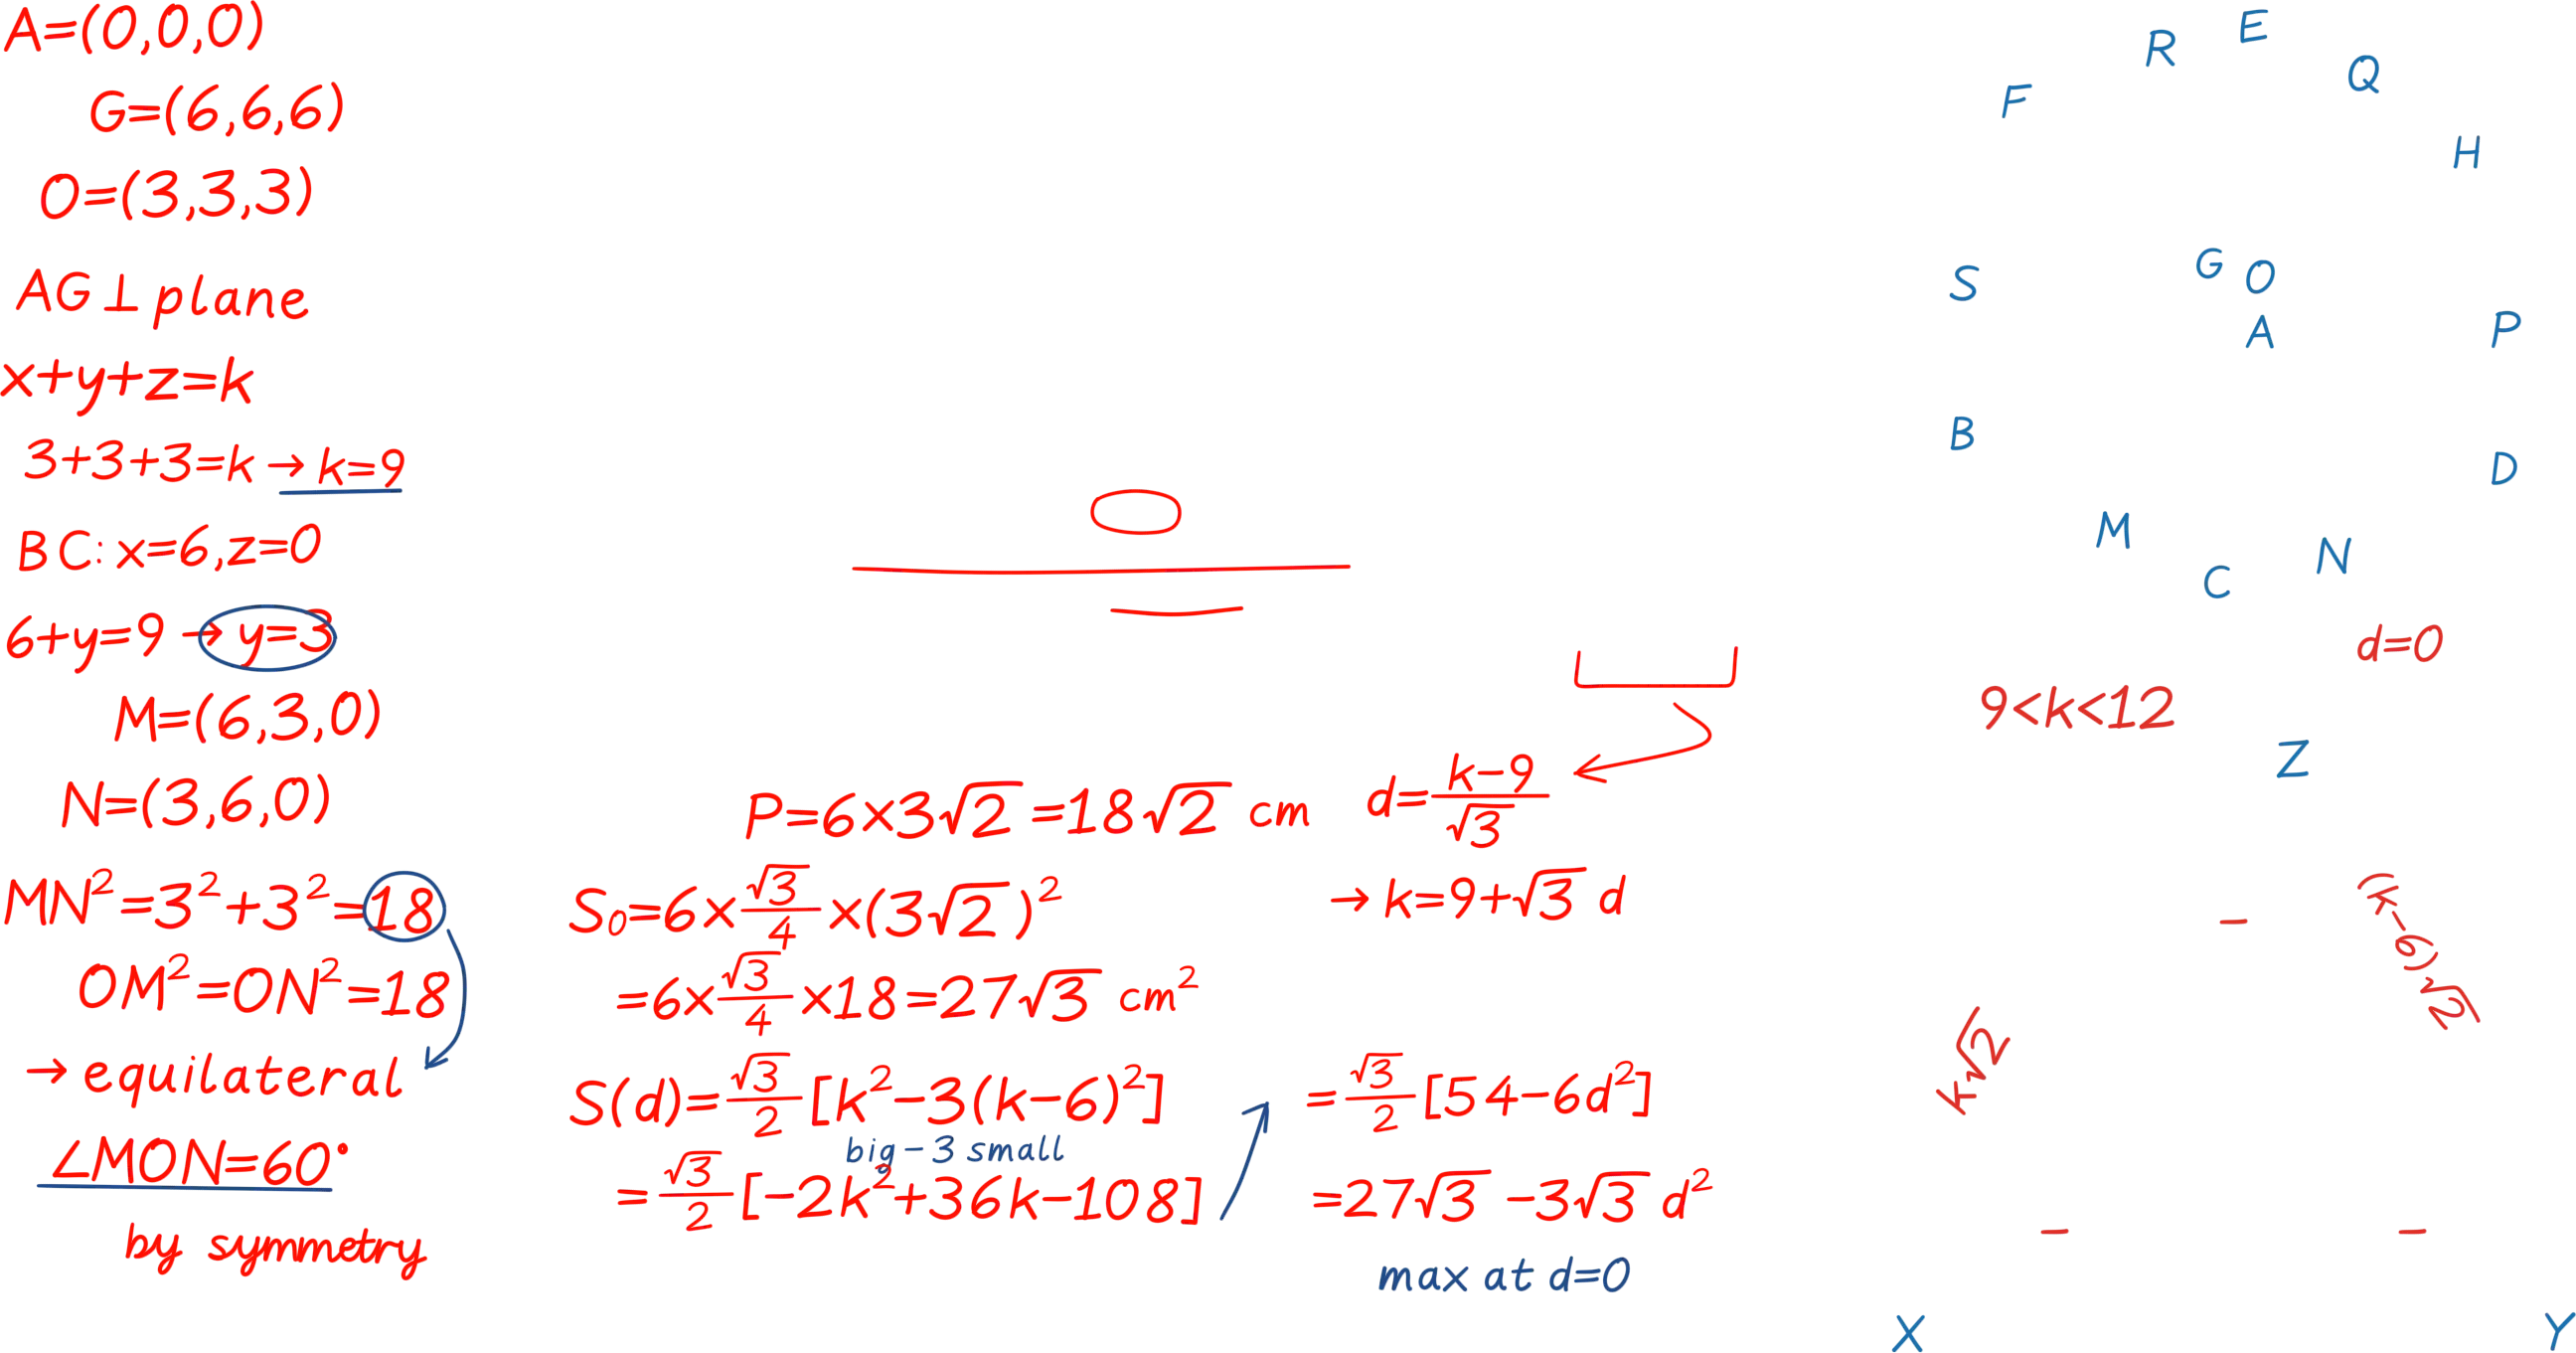 A=(0,0,0)
G=(6,6,6)
O=(3,3,3)
AG⊥plane
x+y+z=k
3+3+3=k→k=9
BC:x=6,z=0
6+y=9→y=3
M=(6,3,0)
N=(3,6,0)
MN²=3²+3²=18
OM²=ON²=18
→equilateral
∠MON=60°
by symmetry
P=6×3√2=18√2 cm
S₀=6×√3/4×(3√2)²
=6×√3/4×18=27√3 cm²
S(d)=√3/2[k²-3(k-6)²]
big-3 small
=√3/2[-2k²+36k-108]
d=(k-9)/√3
→k=9+√3 d
=√3/2[54-6d²]
=27√3-3√3 d²
max at d=0
E
R
Q
F
H
G
O
S
A
P
B
D
M
N
C
d=0
9<k<12
Z
-
(k-6)√2
k√2
-
-
X
Y